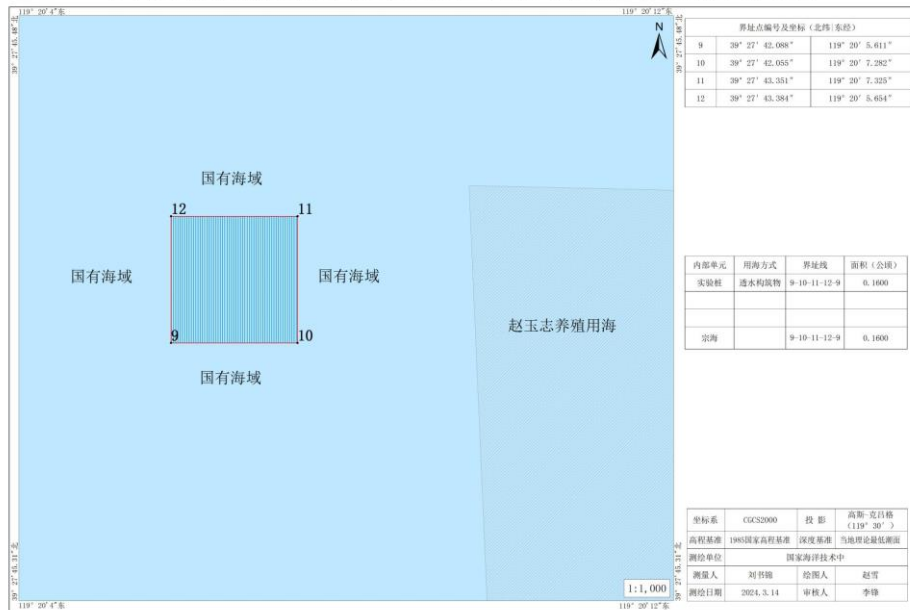 119° 20′ 4″东
119° 20′ 12″东
39° 27′ 45.48″北
39° 27′ 45.48″北
N
界址点编号及坐标（北纬|东经）
9 39° 27′ 42.088″ 119° 20′ 5.611″
10 39° 27′ 42.055″ 119° 20′ 7.282″
11 39° 27′ 43.351″ 119° 20′ 7.325″
12 39° 27′ 43.384″ 119° 20′ 5.654″
国有海域
12 11
国有海域 国有海域
9 10
国有海域
赵玉志养殖用海
内部单元 用海方式 界址线 面积（公顷）
实验桩 透水构筑物 9-10-11-12-9 0.1600
宗海 9-10-11-12-9 0.1600
坐标系 CGCS2000 投 影 高斯-克吕格
（119° 30′）
高程基准 1985国家高程基准 深度基准 当地理论最低潮面
测绘单位 国家海洋技术中
测量人 刘书锦 绘图人 赵雪
测绘日期 2024.3.14 审核人 李锋
1:1,000
39° 27′ 45.31″北
39° 27′ 45.31″北
119° 20′ 4″东
119° 20′ 12″东